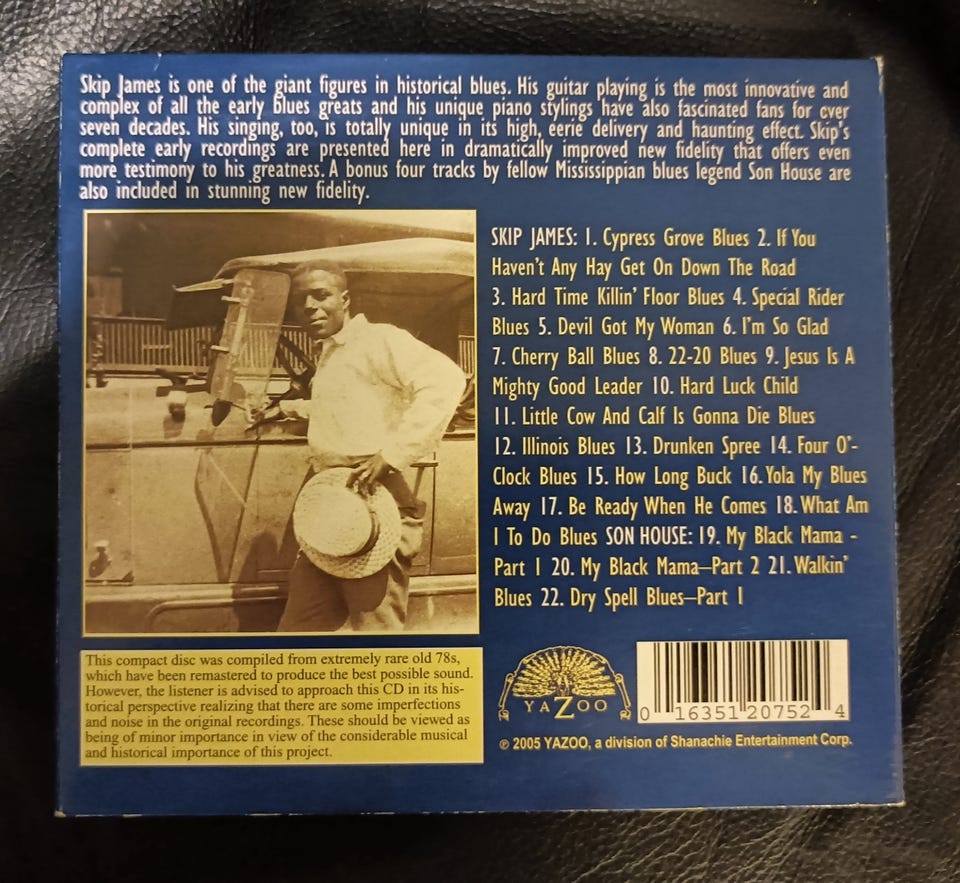 Skip James is one of the giant figures in historical blues. His guitar playing is the most innovative and
complex of all the early blues greats and his unique piano stylings have also fascinated fans for over
seven decades. His singing, too, is totally unique in its high, eerie delivery and haunting effect. Skip's
complete early recordings are presented here in dramatically improved new fidelity that offers even
more testimony to his greatness. A bonus four tracks by fellow Mississippian blues legend Son House are
also included in stunning new fidelity.
SKIP JAMES: 1. Cypress Grove Blues 2. If You
Haven't Any Hay Get On Down The Road
3. Hard Time Killin' Floor Blues 4. Special Rider
Blues 5. Devil Got My Woman 6. I'm So Glad
7. Cherry Ball Blues 8. 22-20 Blues 9. Jesus Is A
Mighty Good Leader 10. Hard Luck Child
11. Little Cow And Calf Is Gonna Die Blues
12. Illinois Blues 13. Drunken Spree 14. Four O'-
Clock Blues 15. How Long Buck 16. Yola My Blues
Away 17. Be Ready When He Comes 18. What Am
I To Do Blues SON HOUSE: 19. My Black Mama -
Part 1 20. My Black Mama—Part 2 21. Walkin'
Blues 22. Dry Spell Blues—Part 1
This compact disc was compiled from extremely rare old 78s,
which have been remastered to produce the best possible sound.
However, the listener is advised to approach this CD in its his-
torical perspective realizing that there are some imperfections
and noise in the original recordings. These should be viewed as
being of minor importance in view of the considerable musical
and historical importance of this project.
YAZOO
0 16351 20752 4
℗ 2005 YAZOO, a division of Shanachie Entertainment Corp.